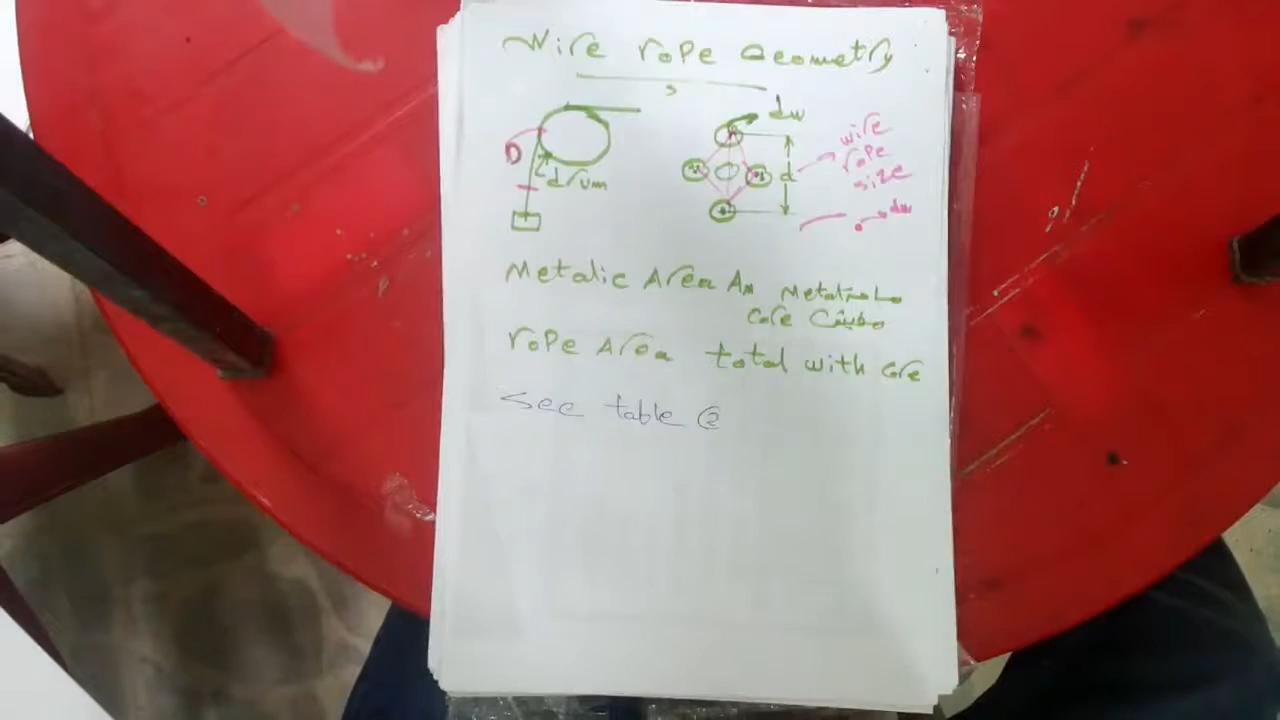 Wire rope Geometry
s
dw
D
drum
d
wire
rope
size
dw
Metalic Area Am
Core
rope Area total with core
see table @